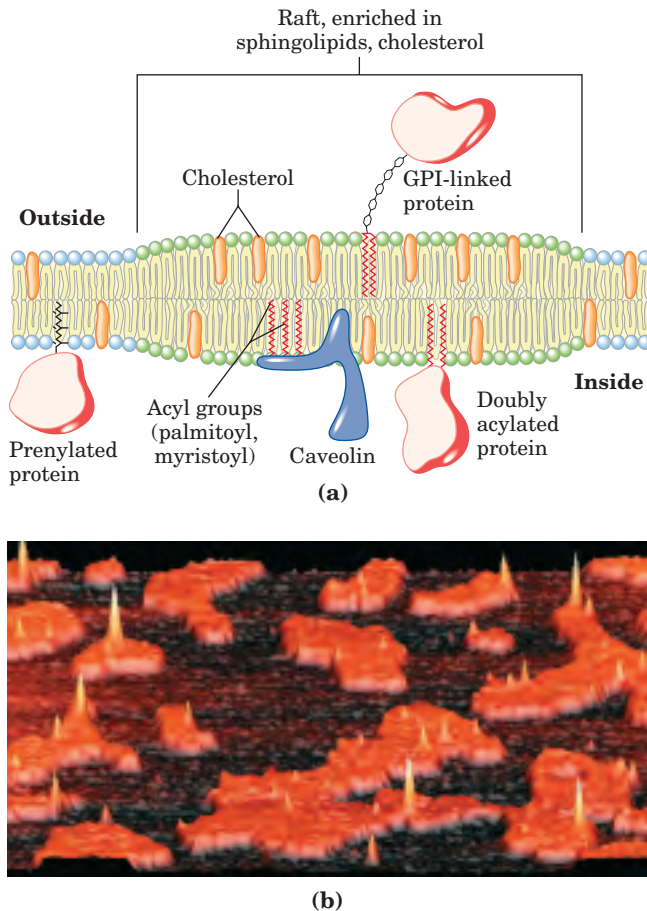 Raft, enriched in
sphingolipids, cholesterol
Cholesterol
GPI-linked
protein
Outside
Inside
Prenylated
protein
Acyl groups
(palmitoyl,
myristoyl)
Caveolin
Doubly
acylated
protein
(a)
(b)